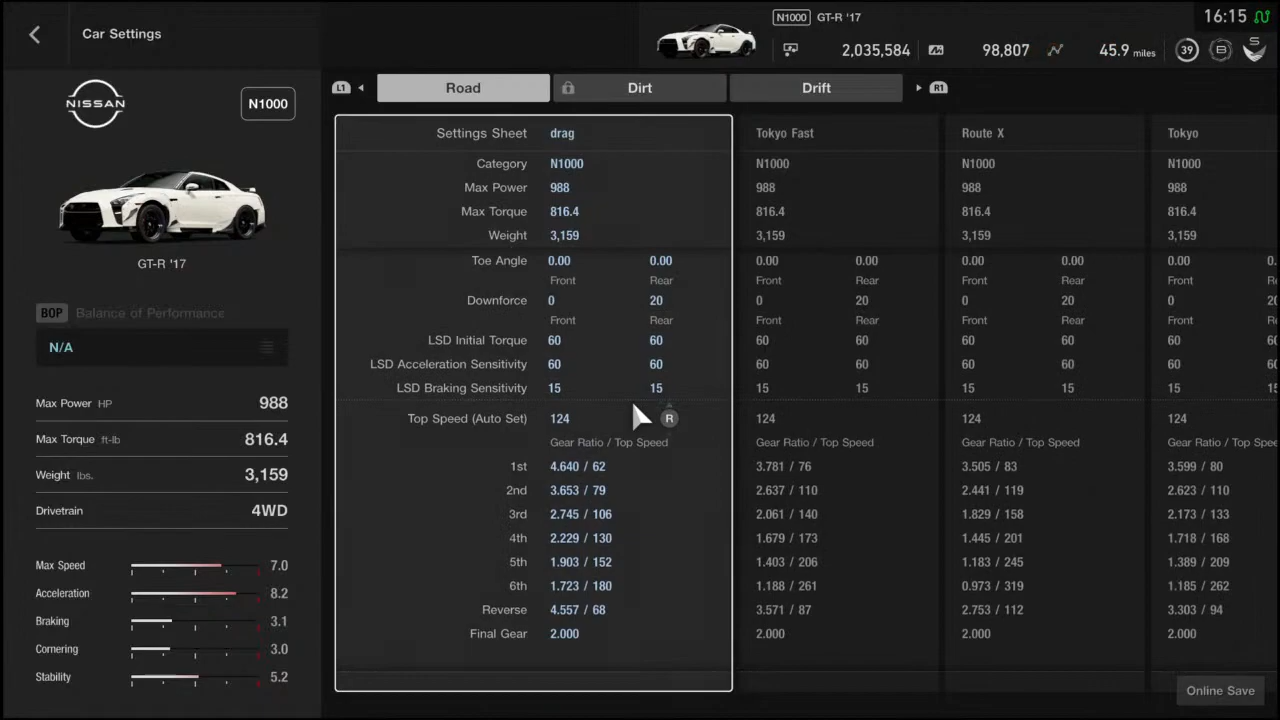 16:15
Car Settings
N1000 GT-R '17
2,035,584 98,807 45.9 miles 39 B S
L1 Road Dirt Drift R1
NISSAN N1000
GT-R '17
BOP Balance of Performance
N/A
Max Power HP 988
Max Torque ft-lb 816.4
Weight lbs. 3,159
Drivetrain 4WD
Max Speed 7.0
Acceleration 8.2
Braking 3.1
Cornering 3.0
Stability 5.2
Settings Sheet drag Tokyo Fast Route X Tokyo
Category N1000 N1000 N1000 N1000
Max Power 988 988 988 988
Max Torque 816.4 816.4 816.4 816.4
Weight 3,159 3,159 3,159 3,159
Toe Angle 0.00 0.00 0.00 0.00 0.00 0.00 0.00 0.
Front Rear Front Rear Front Rear Front Re
Downforce 0 20 0 20 0 20 0 20
Front Rear Front Rear Front Rear Front Re
LSD Initial Torque 60 60 60 60 60 60 60 60
LSD Acceleration Sensitivity 60 60 60 60 60 60 60 60
LSD Braking Sensitivity 15 15 15 15 15 15 15 15
R
Top Speed (Auto Set) 124 124 124 124
Gear Ratio / Top Speed Gear Ratio / Top Speed Gear Ratio / Top Speed Gear Ratio / Top Spee
1st 4.640 / 62 3.781 / 76 3.505 / 83 3.599 / 80
2nd 3.653 / 79 2.637 / 110 2.441 / 119 2.623 / 110
3rd 2.745 / 106 2.061 / 140 1.829 / 158 2.173 / 133
4th 2.229 / 130 1.679 / 173 1.445 / 201 1.718 / 168
5th 1.903 / 152 1.403 / 206 1.183 / 245 1.389 / 209
6th 1.723 / 180 1.188 / 261 0.973 / 319 1.185 / 262
Reverse 4.557 / 68 3.571 / 87 2.753 / 112 3.303 / 94
Final Gear 2.000 2.000 2.000 2.000
Online Save